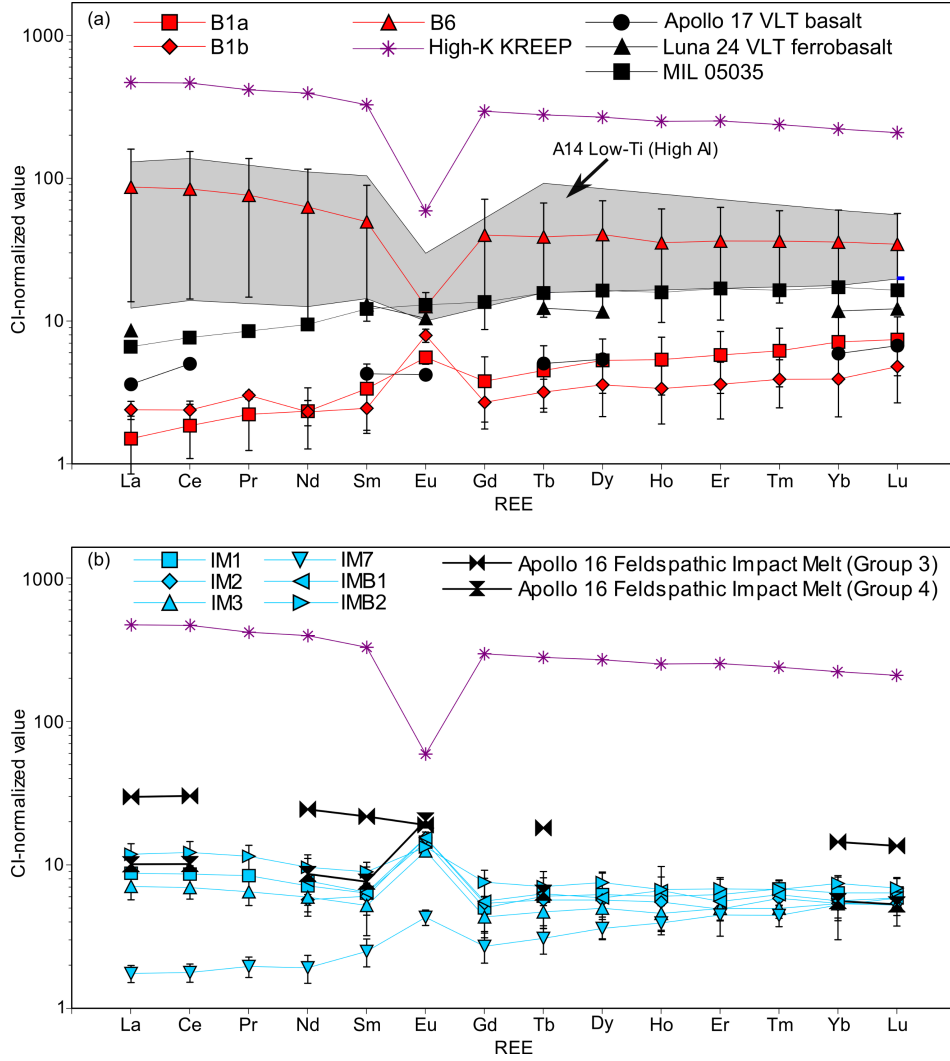 (a)
B1a
B1b
B6
High-K KREEP
Apollo 17 VLT basalt
Luna 24 VLT ferrobasalt
MIL 05035
CI-normalized value
1000
100
10
1
A14 Low-Ti (High Al)
La Ce Pr Nd Sm Eu Gd Tb Dy Ho Er Tm Yb Lu
REE
(b)
IM1
IM2
IM3
IM7
IMB1
IMB2
Apollo 16 Feldspathic Impact Melt (Group 3)
Apollo 16 Feldspathic Impact Melt (Group 4)
CI-normalized value
1000
100
10
1
La Ce Pr Nd Sm Eu Gd Tb Dy Ho Er Tm Yb Lu
REE